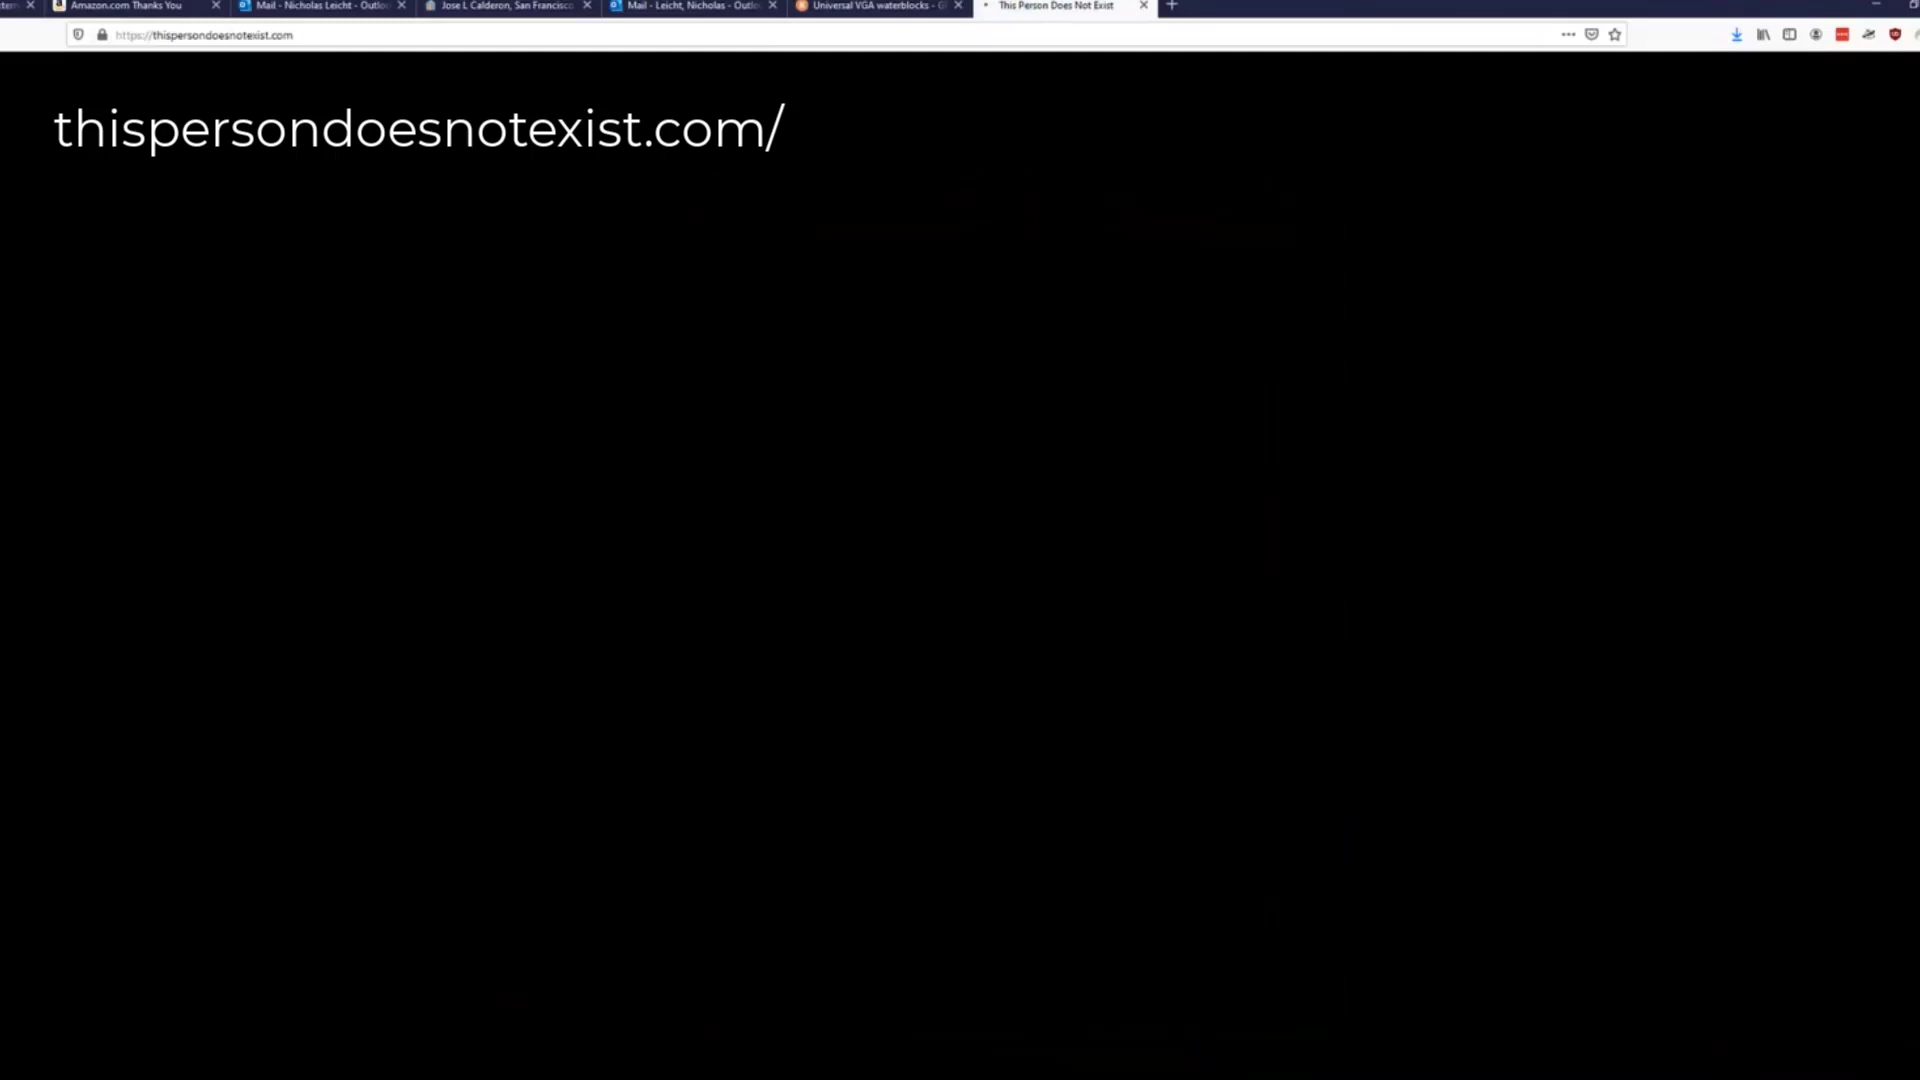 Amazon.com Thanks You
Mail - Nicholas Leicht - Outloo
Jose L Calderon, San Francisco
Mail - Leicht, Nicholas - Outlo
Universal VGA waterblocks - G
This Person Does Not Exist
https://thispersondoesnotexist.com
thispersondoesnotexist.com/